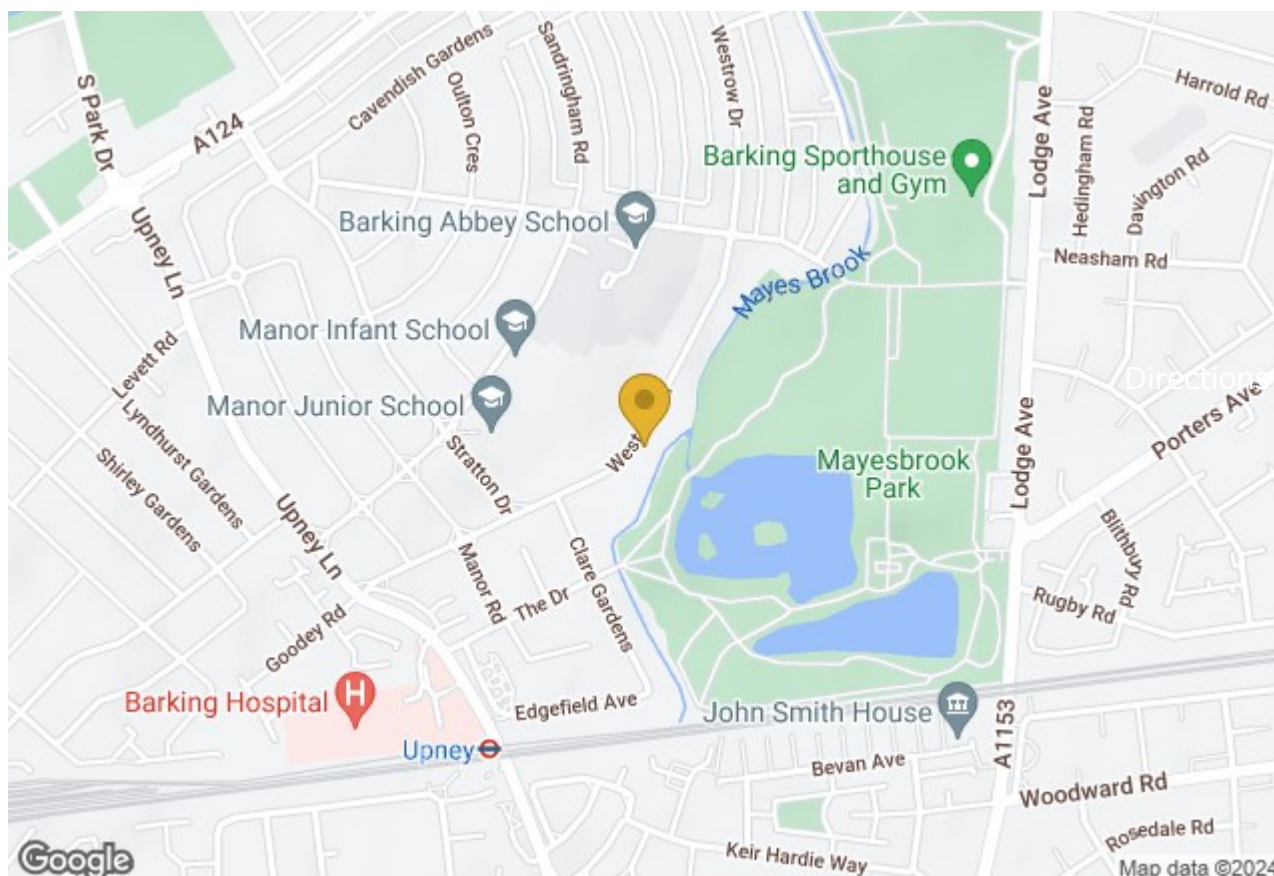 Cavendish Gardens
Sandringham Rd
Westrow Dr
Oulton Cres
S Park Dr
A124
Harrold Rd
Lodge Ave
Hedingham Rd
Davington Rd
Barking Sporthouse
and Gym
Barking Abbey School
Upney Ln
Neasham Rd
Mayes Brook
Manor Infant School
Levett Rd
Manor Junior School
Directions
Porters Ave
Lyndhurst Gardens
Shirley Gardens
Stratton Dr
West
Mayesbrook
Park
Lodge Ave
Upney Ln
Blithbury Rd
Manor Rd
Clare Gardens
The Dr
Rugby Rd
Goodey Rd
Barking Hospital
H
Edgefield Ave
John Smith House
A1153
Upney
Bevan Ave
Woodward Rd
Rosedale Rd
Keir Hardie Way
Google
Map data ©2024